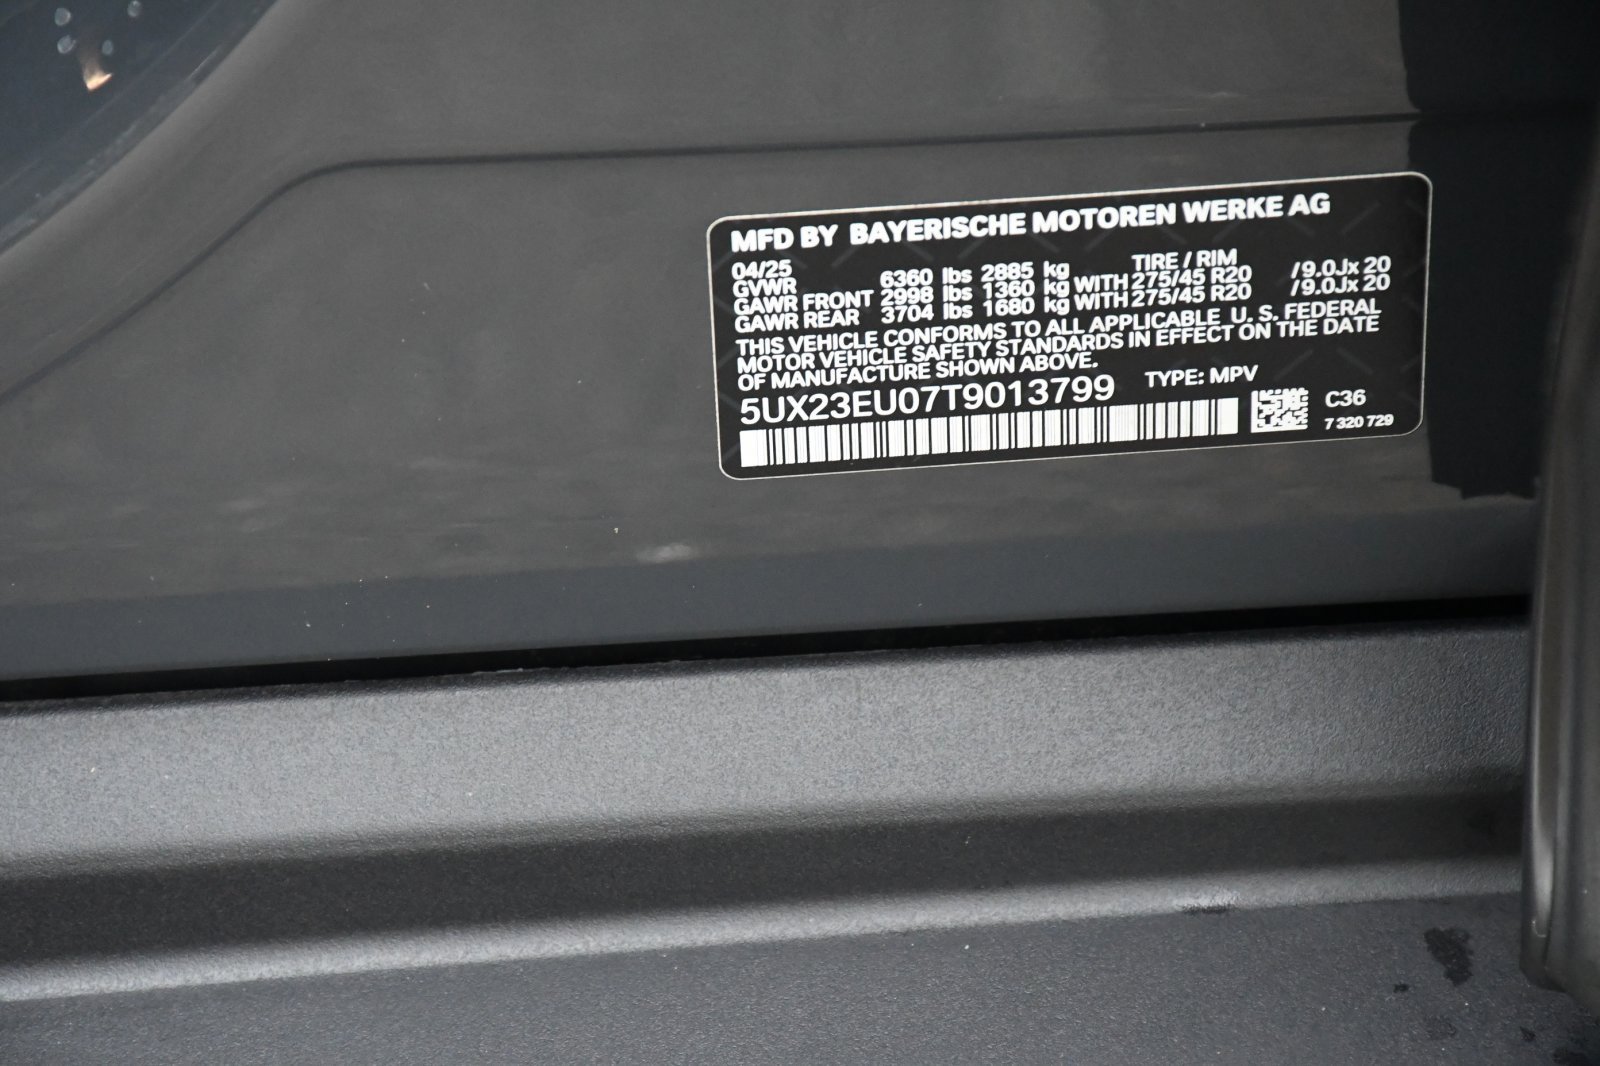 MFD BY BAYERISCHE MOTOREN WERKE AG
04/25 TIRE / RIM
GVWR 6360 lbs 2885 kg
GAWR FRONT 2998 lbs 1360 kg WITH 275/45 R20 / 9.0Jx 20
GAWR REAR 3704 lbs 1680 kg WITH 275/45 R20 / 9.0Jx 20
THIS VEHICLE CONFORMS TO ALL APPLICABLE U. S. FEDERAL
MOTOR VEHICLE SAFETY STANDARDS IN EFFECT ON THE DATE
OF MANUFACTURE SHOWN ABOVE.
5UX23EU07T9013799 TYPE: MPV
C36
7 320 729